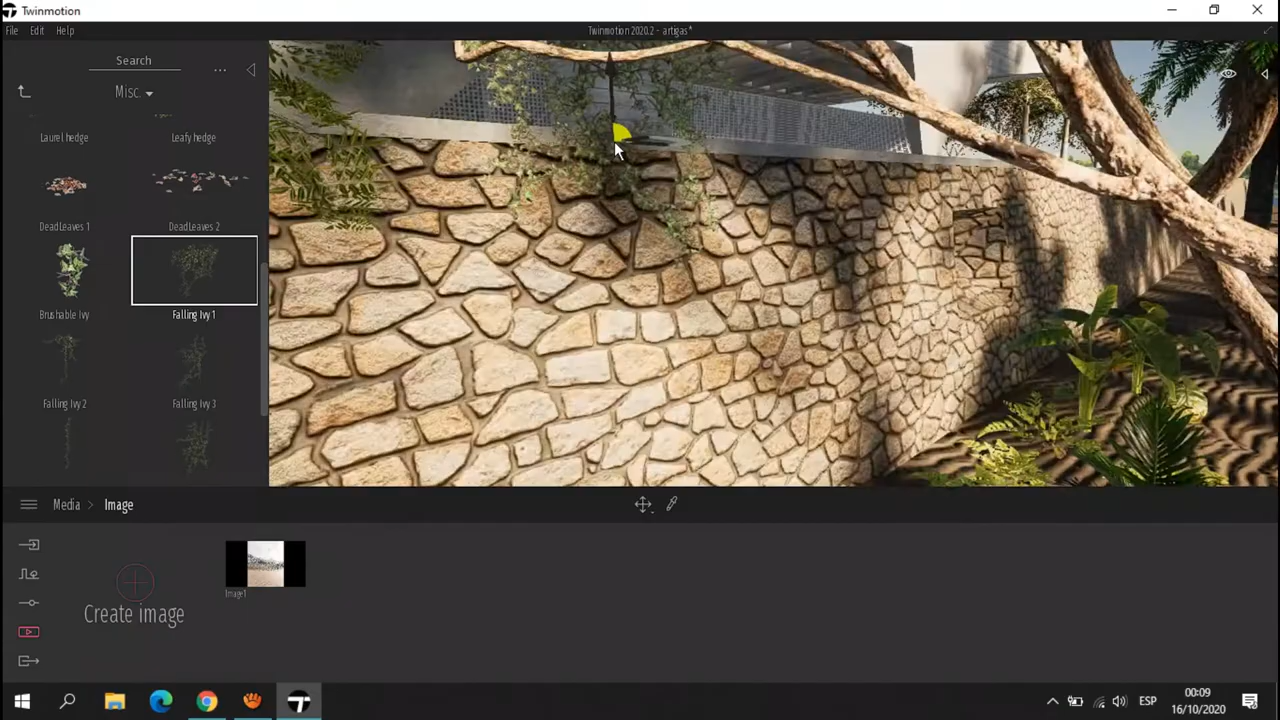 Twinmotion
File Edit Help
Twinmotion 2020.2 - artigas*
Search
...
Misc.
Laurel hedge
Leafy hedge
DeadLeaves 1
DeadLeaves 2
Brushable Ivy
Falling Ivy 1
Falling Ivy 2
Falling Ivy 3
Media > Image
Create image
Image1
ESP
00:09
16/10/2020